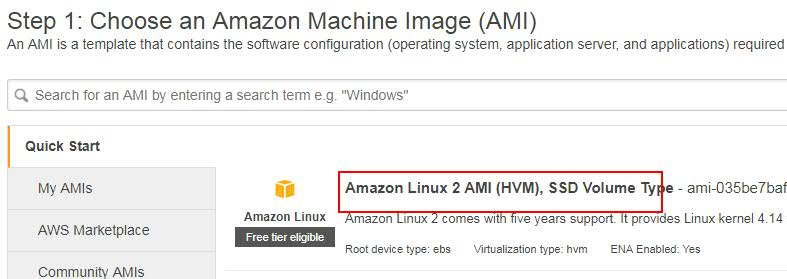 Step 1: Choose an Amazon Machine Image (AMI)
An AMI is a template that contains the software configuration (operating system, application server, and applications) required
Search for an AMI by entering a search term e.g. "Windows"
Quick Start
My AMIs
AWS Marketplace
Community AMIs
Amazon Linux
Free tier eligible
Amazon Linux 2 AMI (HVM), SSD Volume Type - ami-035be7baf
Amazon Linux 2 comes with five years support. It provides Linux kernel 4.14
Root device type: ebs Virtualization type: hvm ENA Enabled: Yes